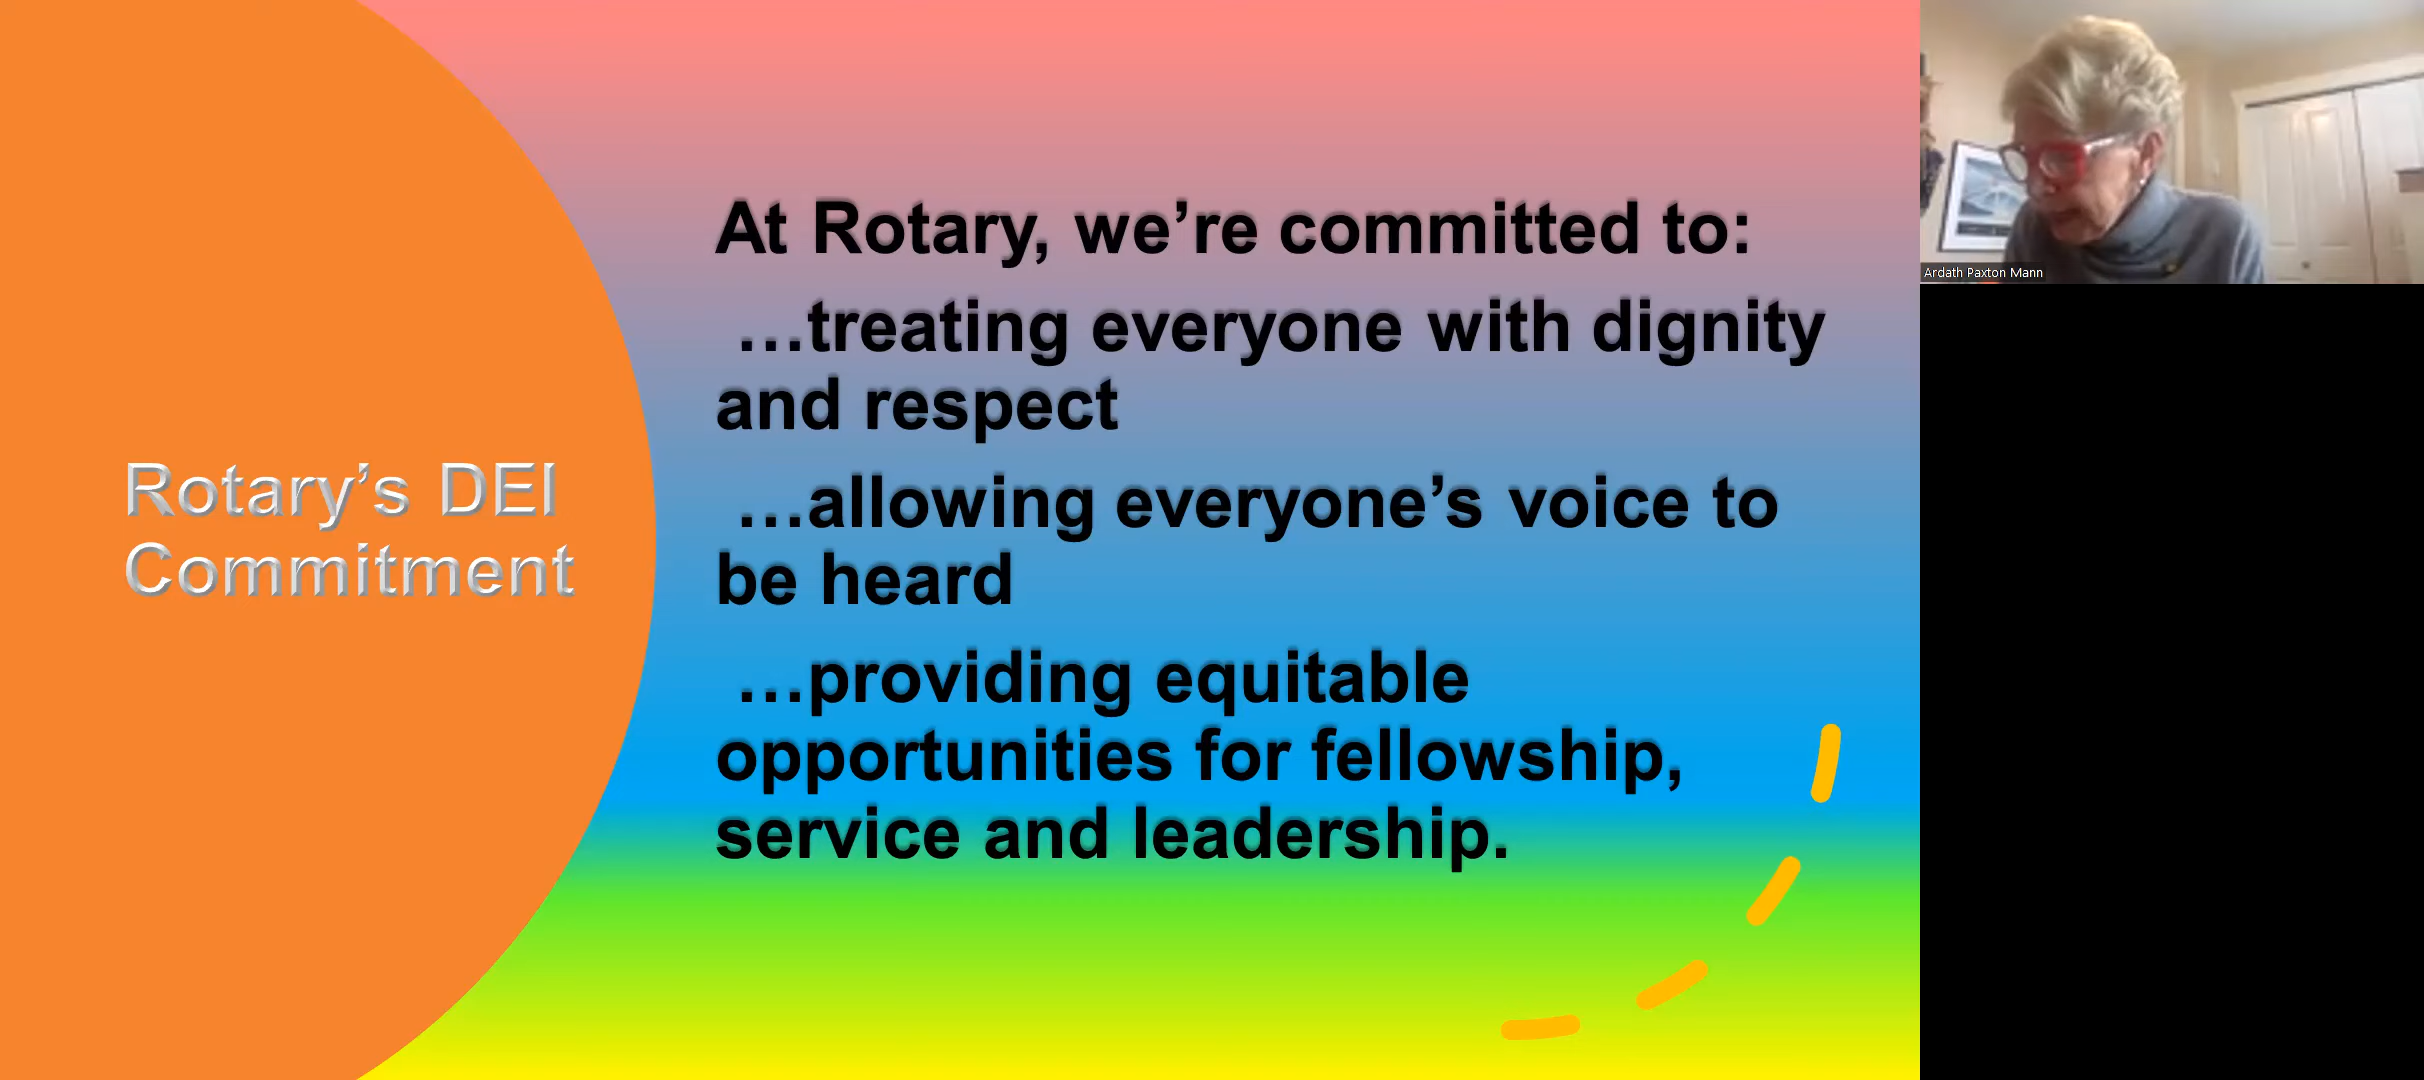 Rotary’s DEI
Commitment
At Rotary, we’re committed to:
…treating everyone with dignity
and respect
…allowing everyone’s voice to
be heard
…providing equitable
opportunities for fellowship,
service and leadership.
Ardath Paxton Mann